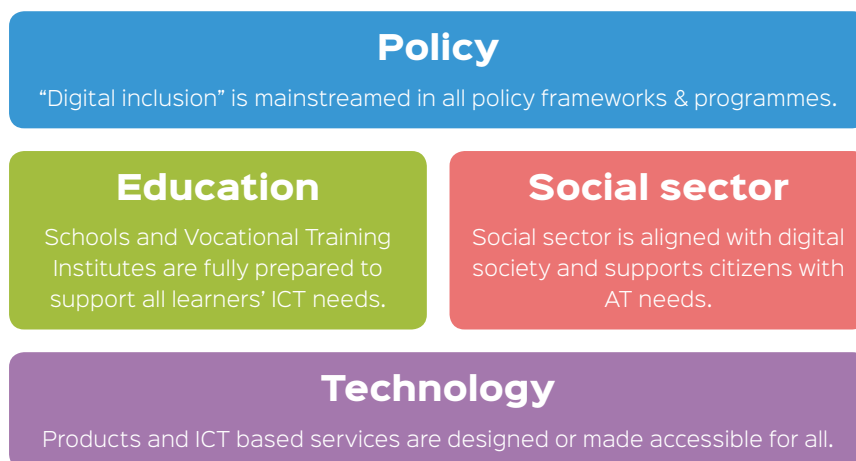 Policy
“Digital inclusion” is mainstreamed in all policy frameworks & programmes.
Education
Schools and Vocational Training
Institutes are fully prepared to
support all learners’ ICT needs.
Social sector
Social sector is aligned with digital
society and supports citizens with
AT needs.
Technology
Products and ICT based services are designed or made accessible for all.